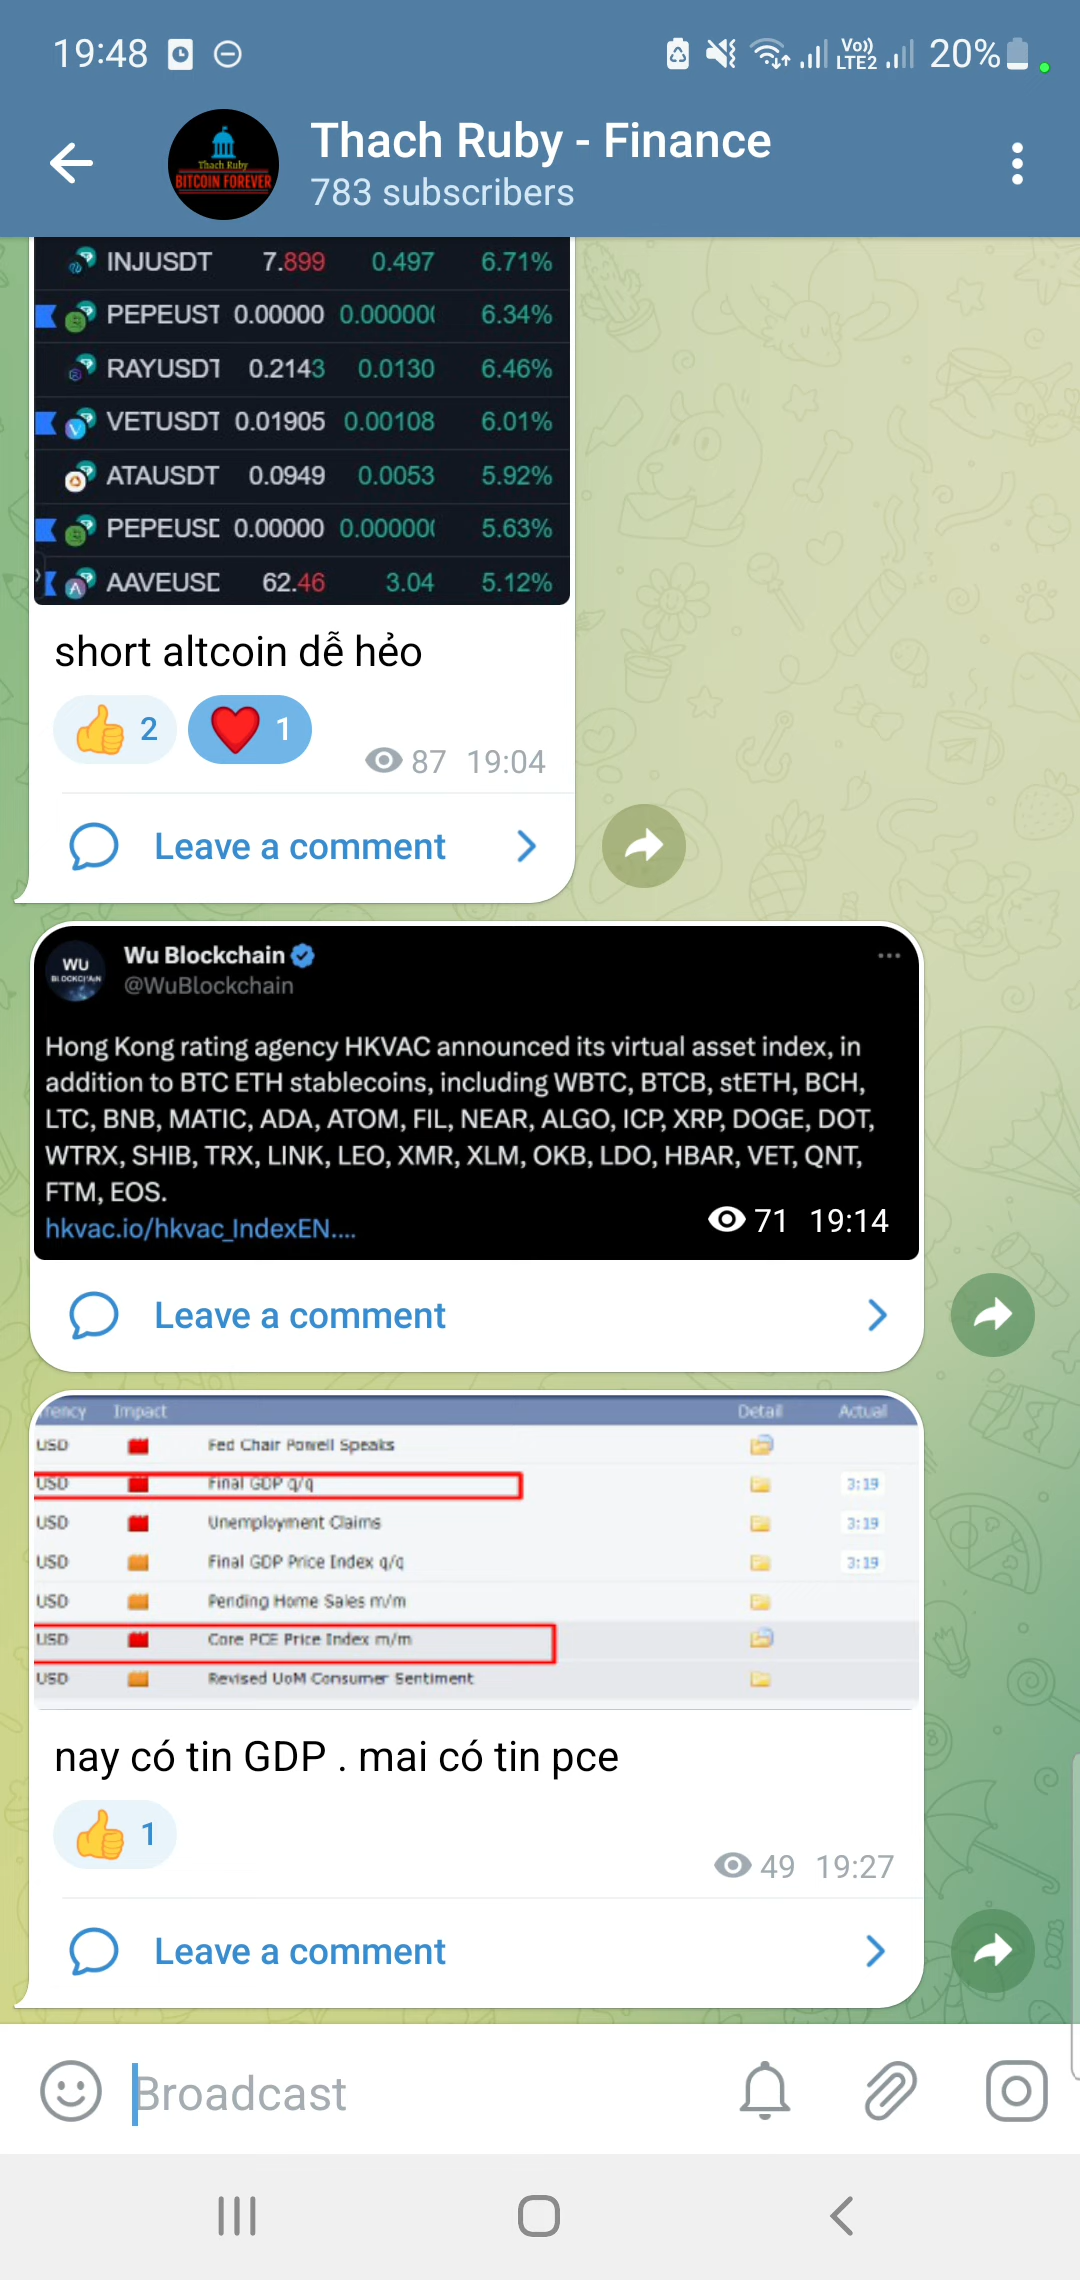 19:48
Vo)) LTE2
20%
Thach Ruby - Finance
783 subscribers
Thach Ruby
BITCOIN FOREVER
INJUSDT 7.899 0.497 6.71%
PEPEUST 0.00000 0.000000 6.34%
RAYUSDT 0.2143 0.0130 6.46%
VETUSDT 0.01905 0.00108 6.01%
ATAUSDT 0.0949 0.0053 5.92%
PEPEUSD 0.00000 0.000000 5.63%
AAVEUSD 62.46 3.04 5.12%
short altcoin dễ hẻo
👍 2 ❤️ 1
87 19:04
Leave a comment
WU BLOCKCHAIN
Wu Blockchain
@WuBlockchain
Hong Kong rating agency HKVAC announced its virtual asset index, in
addition to BTC ETH stablecoins, including WBTC, BTCB, stETH, BCH,
LTC, BNB, MATIC, ADA, ATOM, FIL, NEAR, ALGO, ICP, XRP, DOGE, DOT,
WTRX, SHIB, TRX, LINK, LEO, XMR, XLM, OKB, LDO, HBAR, VET, QNT,
FTM, EOS.
hkvac.io/hkvac_IndexEN....
71 19:14
Leave a comment
rrency Impact Detail Actual
USD Fed Chair Powell Speaks
USD Final GDP q/q 3:19
USD Unemployment Claims 3:19
USD Final GDP Price Index q/q 3:19
USD Pending Home Sales m/m
USD Core PCE Price Index m/m
USD Revised UoM Consumer Sentiment
nay có tin GDP . mai có tin pce
👍 1
49 19:27
Leave a comment
Broadcast